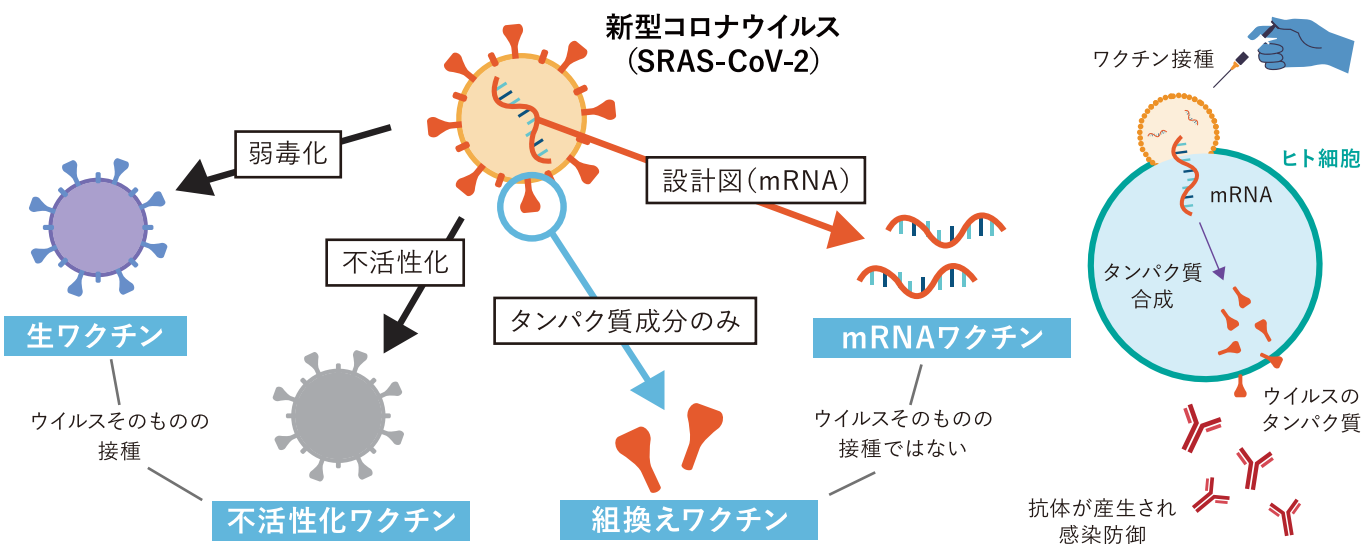 新型コロナウイルス
(SRAS-CoV-2)
弱毒化
不活性化
設計図(mRNA)
タンパク質成分のみ
生ワクチン
mRNAワクチン
ウイルスそのものの
接種
ウイルスそのものの
接種ではない
不活性化ワクチン
組換えワクチン
ワクチン接種
ヒト細胞
mRNA
タンパク質
合成
ウイルスの
タンパク質
抗体が産生され
感染防御